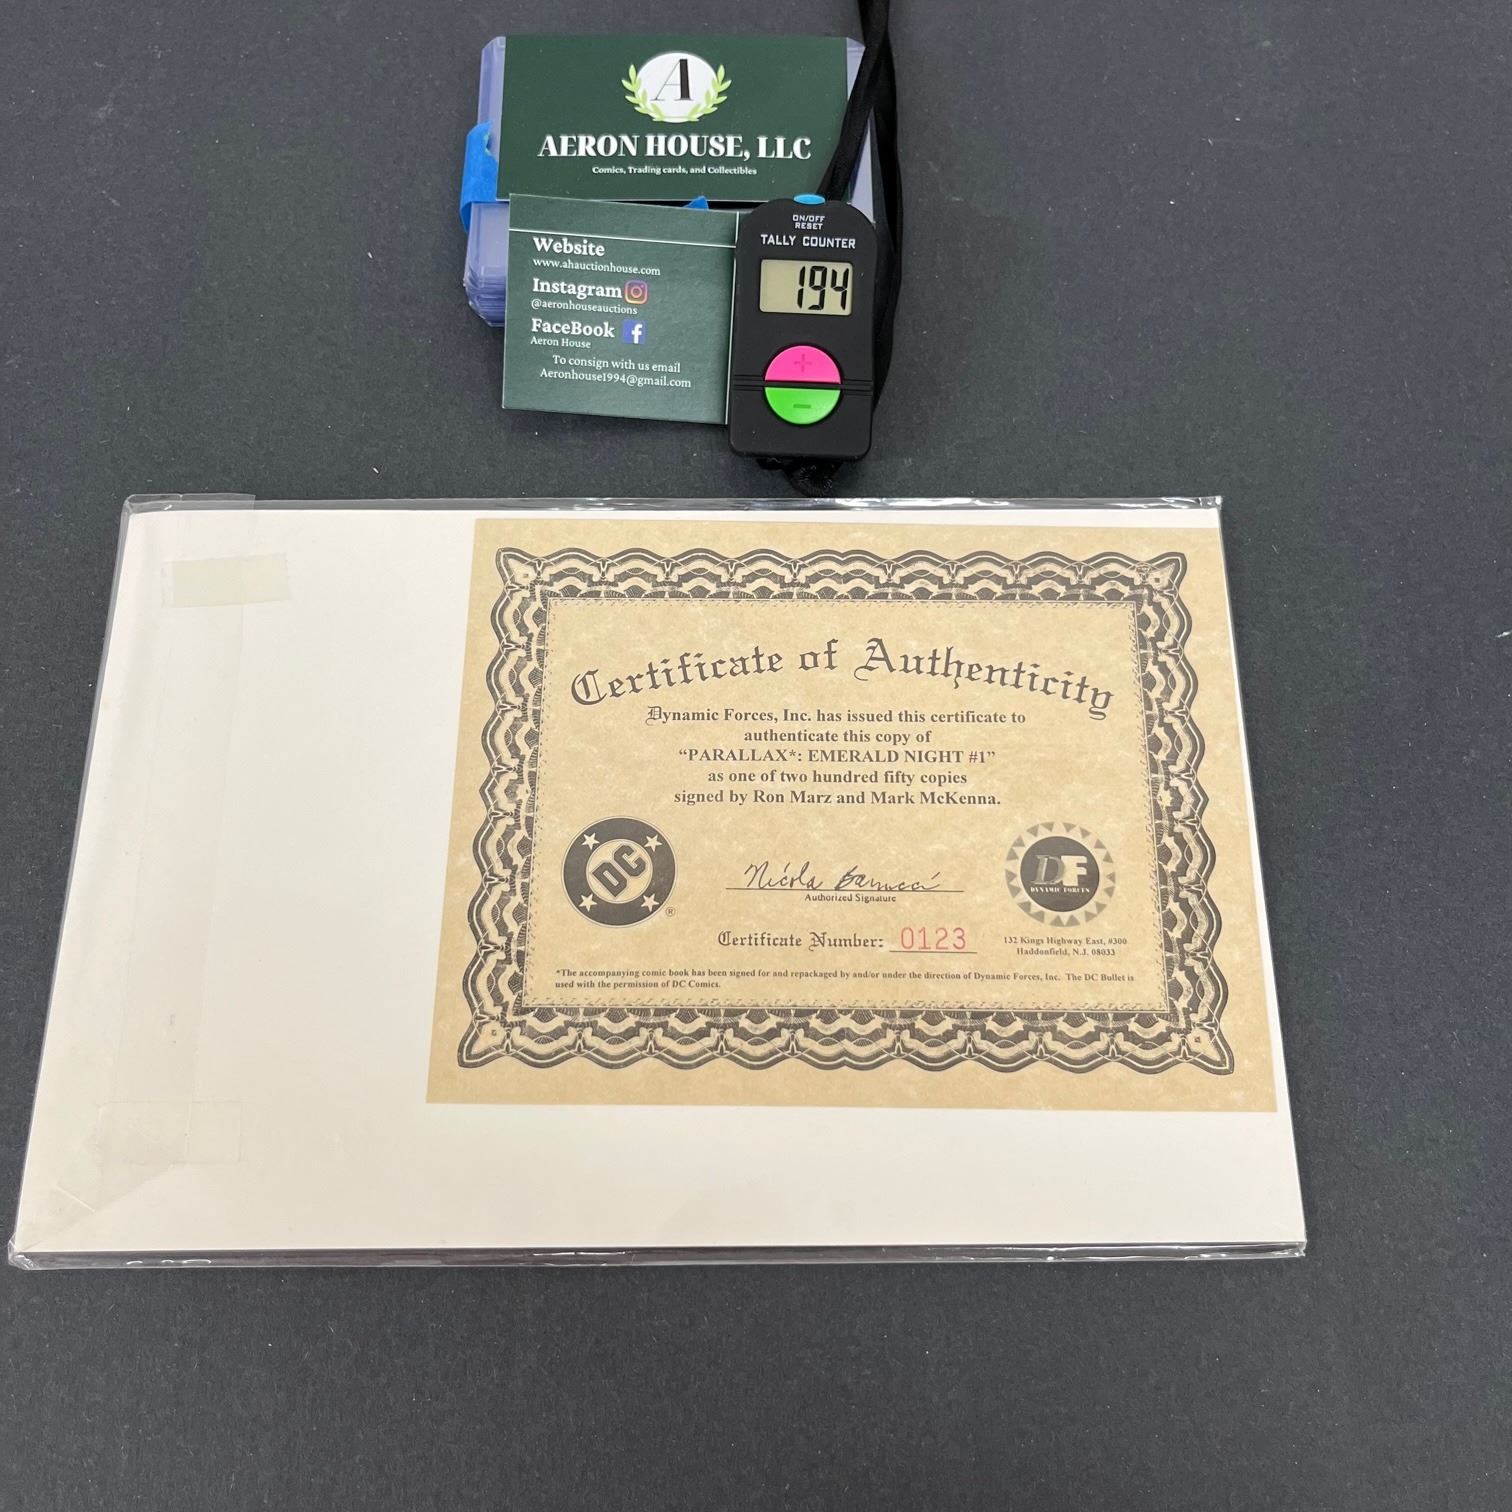 A
AERON HOUSE, LLC
Comics, Trading cards, and Collectibles
Website
www.ahauctionhouse.com
Instagram
@aeronhouseauctions
FaceBook f
Aeron House
To consign with us email
Aeronhouse1994@gmail.com
ON/OFF
RESET
TALLY COUNTER
194
+
-
Certificate of Authenticity
Dynamic Forces, Inc. has issued this certificate to
authenticate this copy of
“PARALLAX*: EMERALD NIGHT #1”
as one of two hundred fifty copies
signed by Ron Marz and Mark McKenna.
DC
®
Nicola Barrucci
Authorized Signature
DF
DYNAMIC FORCES
Certificate Number: 0123
132 Kings Highway East, #300
Haddonfield, N.J. 08033
*The accompanying comic book has been signed for and repackaged by and/or under the direction of Dynamic Forces, Inc. The DC Bullet is
used with the permission of DC Comics.